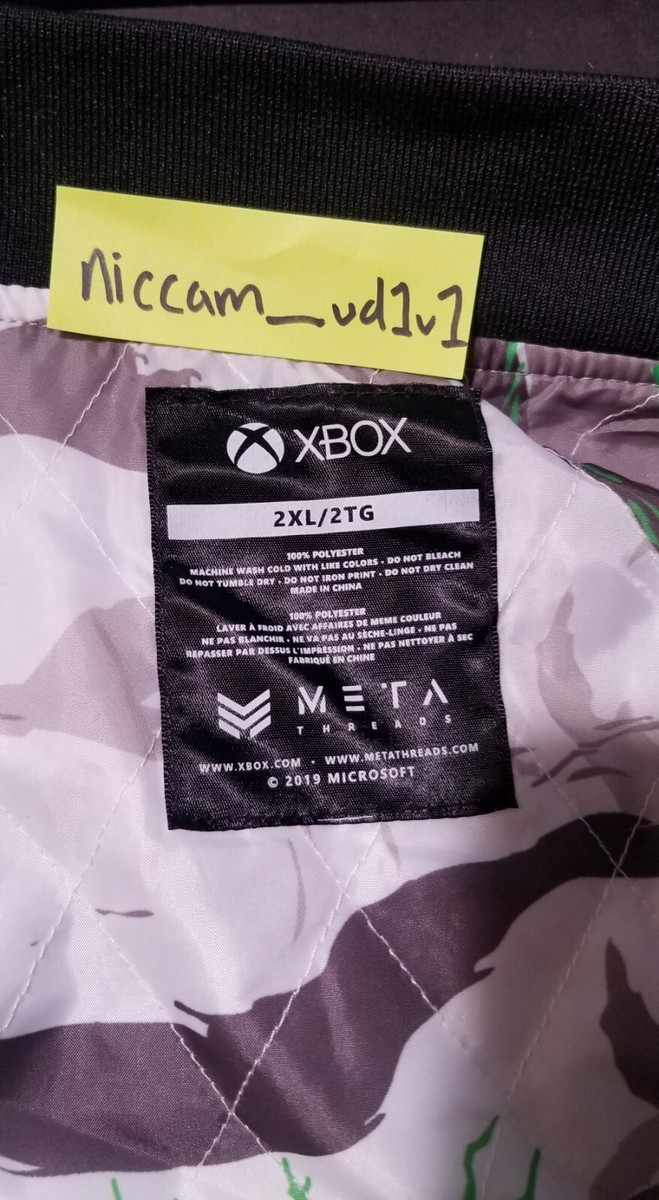 niccam_vd1v1
XBOX
2XL/2TG
100% POLYESTER
MACHINE WASH COLD WITH LIKE COLORS • DO NOT BLEACH
DO NOT TUMBLE DRY • DO NOT IRON PRINT • DO NOT DRY CLEAN
MADE IN CHINA
100% POLYESTER
LAVER À FROID AVEC AFFAIRES DE MEME COULEUR
NE PAS BLANCHIR • NE VA PAS AU SÈCHE-LINGE • NE PAS
REPASSER PAR DESSUS L'IMPRESSION • NE PAS NETTOYER À SEC
FABRIQUÉ EN CHINE
META
THREADS
WWW.XBOX.COM • WWW.METATHREADS.COM
© 2019 MICROSOFT